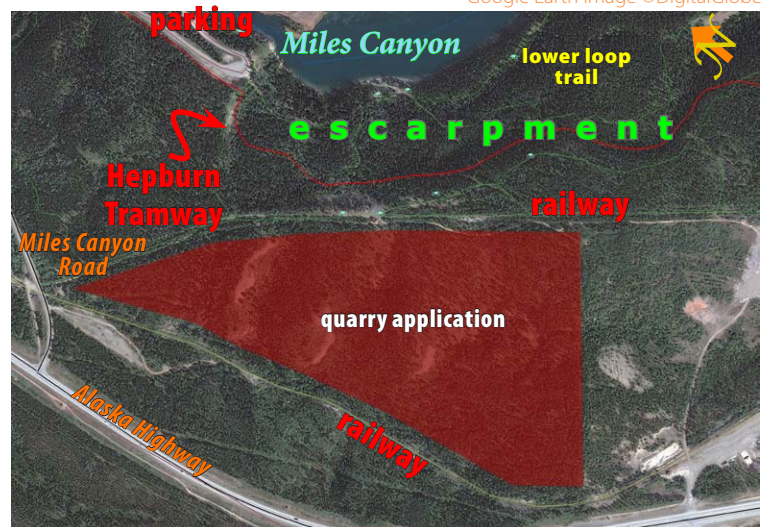 Google Earth image ©DigitalGlobe
parking
Miles Canyon
lower loop
trail
N
escarpment
Hepburn
Tramway
railway
Miles Canyon
Road
quarry application
Alaska Highway
railway